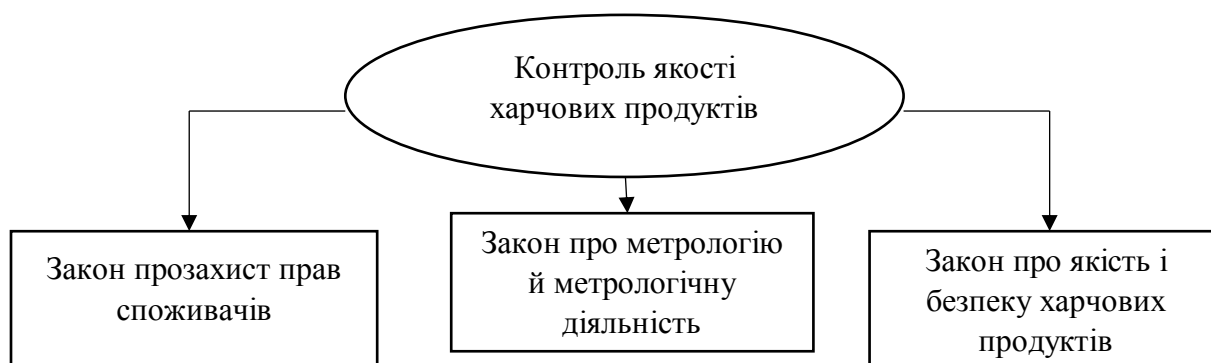 Контроль якості
харчових продуктів
Закон прозахист прав
споживачів
Закон про метрологію
й метрологічну
діяльність
Закон про якість і
безпеку харчових
продуктів